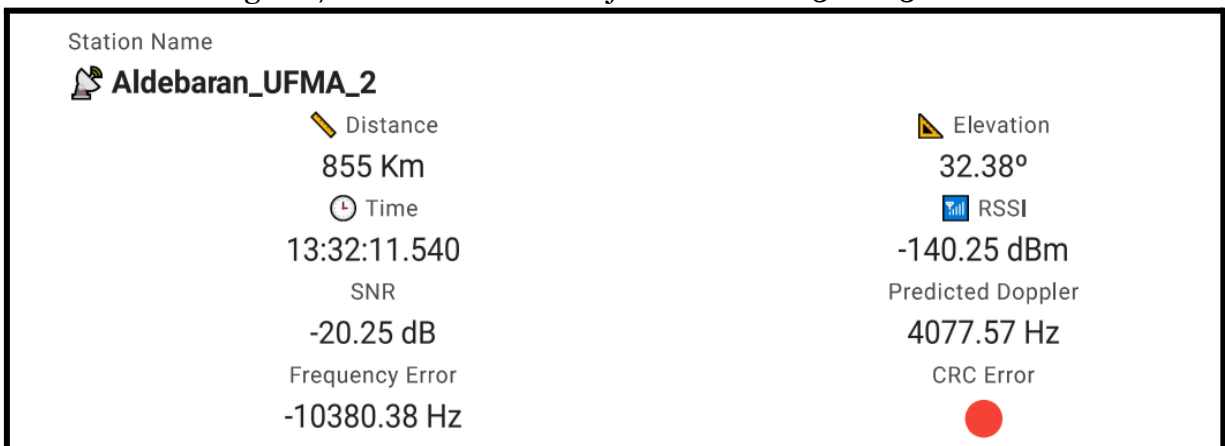 Station Name
Aldebaran_UFMA_2
Distance Elevation
855 Km 32.38º
Time RSSI
13:32:11.540 -140.25 dBm
SNR Predicted Doppler
-20.25 dB 4077.57 Hz
Frequency Error CRC Error
-10380.38 Hz